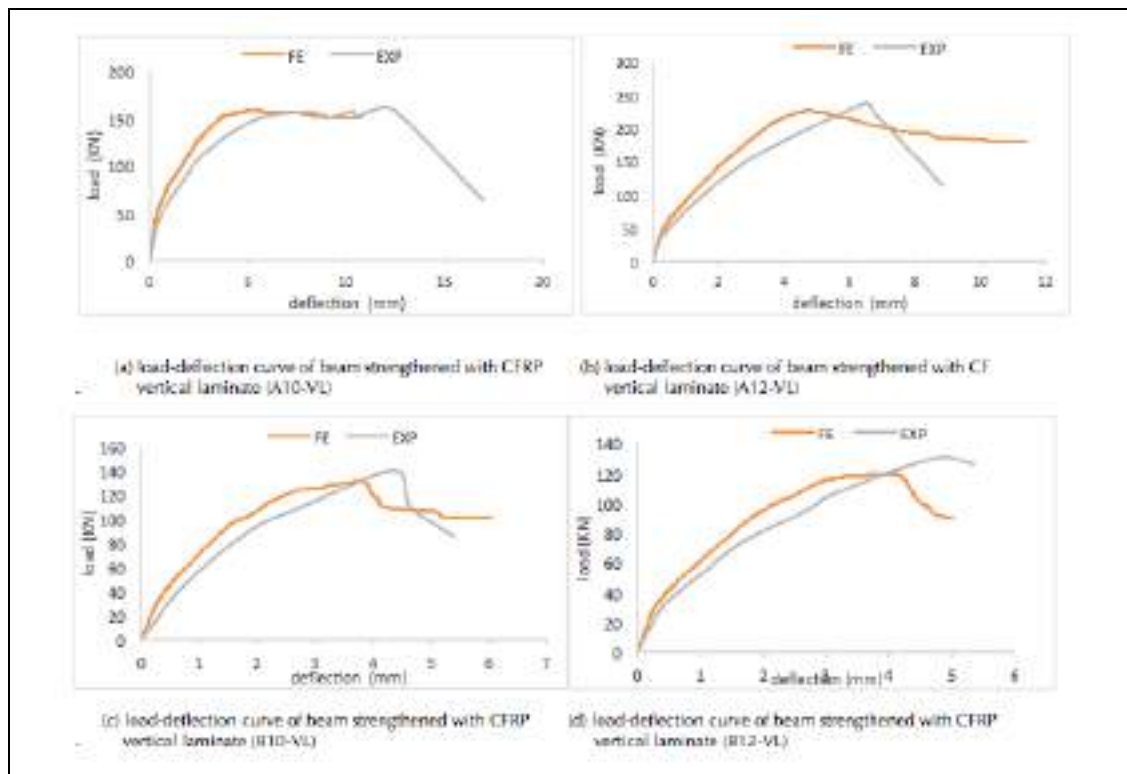 FE EXP
200
150
100
50
0
load (KN)
0 5 10 15 20
deflection (mm)
FE EXP
300
250
200
150
100
50
0
load (KN)
0 2 4 6 8 10 12
deflection (mm)
(a) load-deflection curve of beam strengthened with CFRP
vertical laminate (A10-VL)
(b) load-deflection curve of beam strengthened with CF
vertical laminate (A12-VL)
FE EXP
160
140
120
100
80
60
40
20
0
load (KN)
0 1 2 3 4 5 6 7
deflection (mm)
FE EXP
140
120
100
80
60
40
20
0
load (KN)
0 1 2 3 4 5 6
deflection (mm)
(c) load-deflection curve of beam strengthened with CFRP
vertical laminate (B10-VL)
(d) load-deflection curve of beam strengthened with CFRP
vertical laminate (B12-VL)